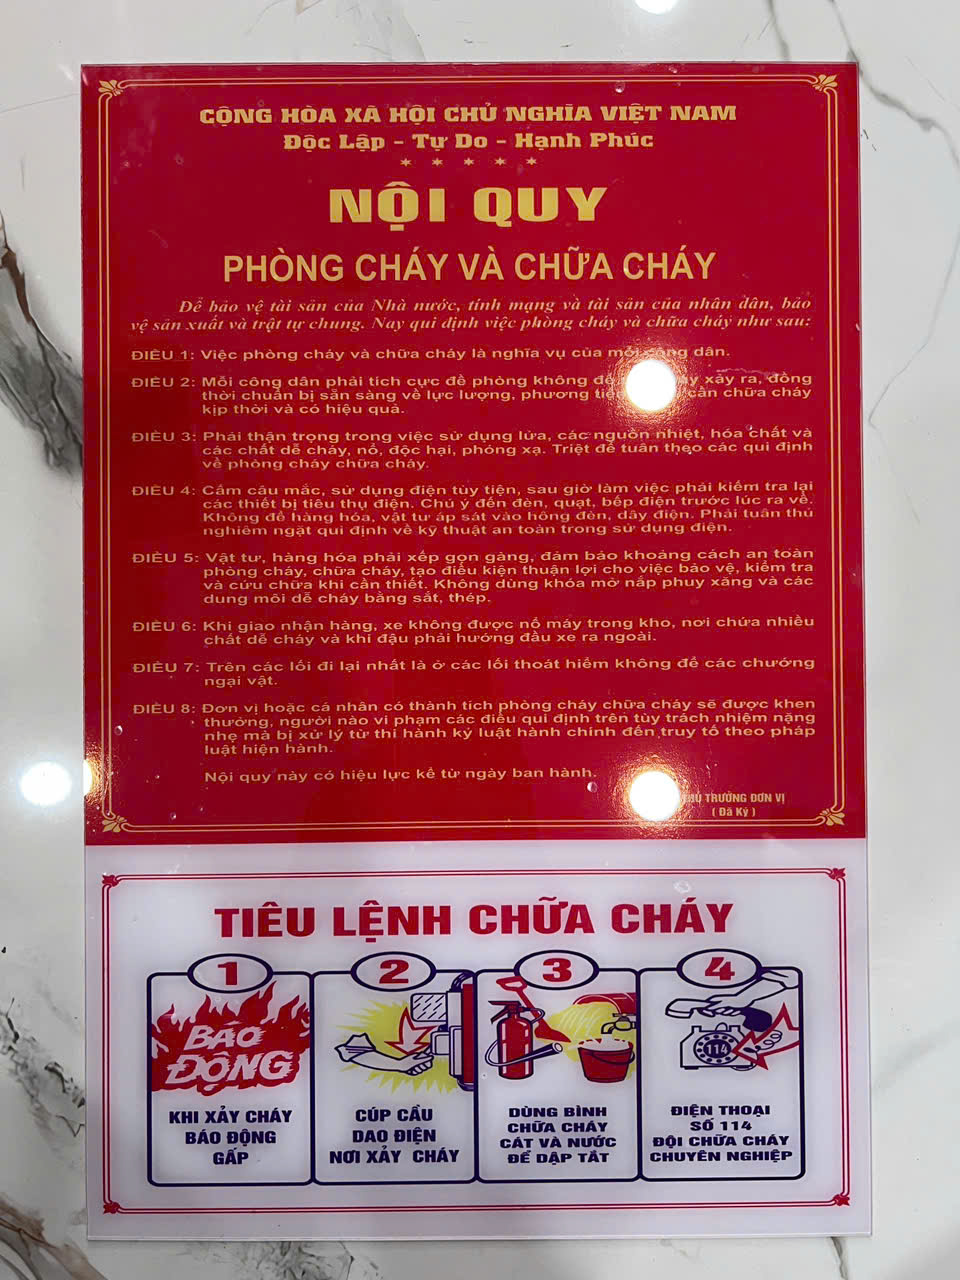 CỘNG HÒA XÃ HỘI CHỦ NGHĨA VIỆT NAM
Độc Lập - Tự Do - Hạnh Phúc
NỘI QUY
PHÒNG CHÁY VÀ CHỮA CHÁY
Để bảo vệ tài sản của Nhà nước, tính mạng và tài sản của nhân dân, bảo
vệ sản xuất và trật tự chung. Nay qui định việc phòng cháy và chữa cháy như sau:
ĐIỀU 1: Việc phòng cháy và chữa cháy là nghĩa vụ của mỗi công dân.
ĐIỀU 2: Mỗi công dân phải tích cực đề phòng không để xảy ra, đồng
thời chuẩn bị sẵn sàng về lực lượng, phương cần chữa cháy
kịp thời và có hiệu quả.
ĐIỀU 3: Phải thận trọng trong việc sử dụng lửa, các nguồn nhiệt, hóa chất và
các chất dễ cháy, nổ, độc hại, phóng xạ. Triệt để tuân thẹo các qui định
về phòng cháy chữa cháy.
ĐIỀU 4: Cấm câu mắc, sử dụng điện tùy tiện, sau giờ làm việc phải kiểm tra lại
các thiết bị tiêu thụ điện. Chú ý đến đèn, quạt, bếp điện trước lúc ra về.
Không để hàng hóa, vật tư áp sát vào hông đèn, dây điện. Phải tuân thủ
nghiêm ngặt qui định về kỹ thuật an toàn trong sử dụng điện.
ĐIỀU 5: Vật tư, hàng hóa phải xếp gọn gàng, đảm bảo khoảng cách an toàn
phòng cháy, chữa cháy, tạo điều kiện thuận lợi cho việc bảo vệ, kiểm tra
và cứu chữa khi cần thiết. Không dùng khóa mở nắp phuy xăng và các
dung môi dễ cháy bằng sắt, thép.
ĐIỀU 6: Khi giao nhận hàng, xe không được nổ máy trong kho, nơi chứa nhiều
chất dễ cháy và khi đậu phải hướng đầu xe ra ngoài.
ĐIỀU 7: Trên các lối đi lại nhất là ở các lối thoát hiểm không để các chướng
ngại vật.
ĐIỀU 8: Đơn vị hoặc cá nhân có thành tích phòng cháy chữa cháy sẽ được khen
thưởng, người nào vi phạm các điều qui định trên tùy trách nhiệm nặng
nhẹ mà bị xử lý từ thi hành kỷ luật hành chính đến truy tố theo pháp
luật hiện hành.
Nội quy này có hiệu lực kể từ ngày ban hành.
THỦ TRƯỞNG ĐƠN VỊ
( Đã Ký )
TIÊU LỆNH CHỮA CHÁY
1
BÁO
ĐỘNG
KHI XẢY CHÁY
BÁO ĐỘNG
GẤP
2
CÚP CẦU
DAO ĐIỆN
NƠI XẢY CHÁY
3
DÙNG BÌNH
CHỮA CHÁY
CÁT VÀ NƯỚC
ĐỂ DẬP TẮT
4
114
ĐIỆN THOẠI
SỐ 114
ĐỘI CHỮA CHÁY
CHUYÊN NGHIỆP